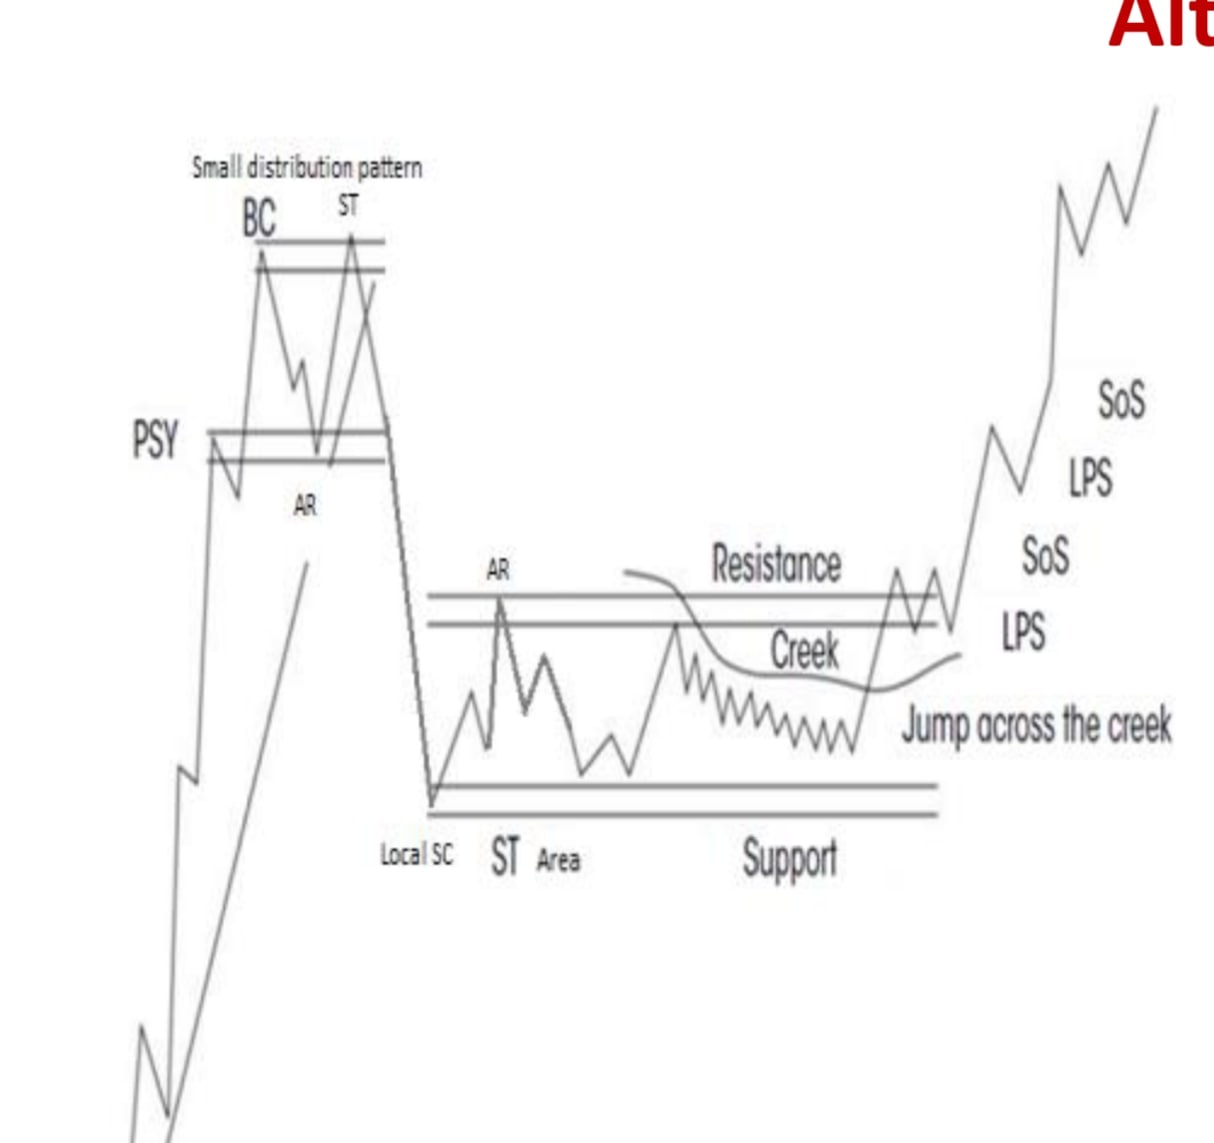 Alt
Small distribution pattern
BC
ST
PSY
AR
AR
Resistance
Creek
SoS
LPS
SoS
LPS
Jump across the creek
Local SC
ST Area
Support